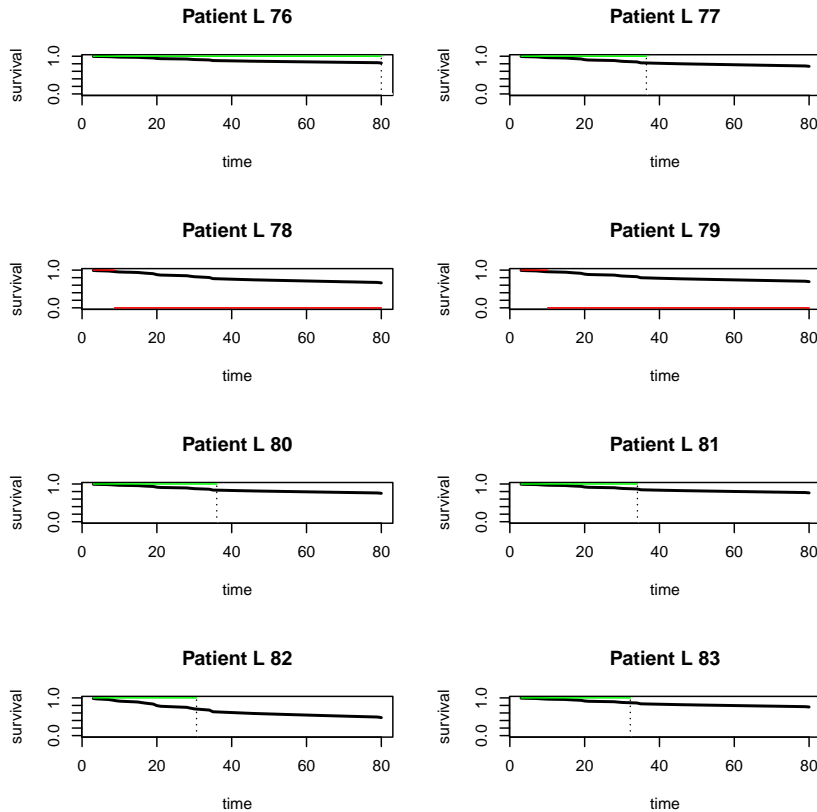 Patient L 76
survival
0.0
1.0
0 20 40 60 80
time
Patient L 77
survival
0.0
1.0
0 20 40 60 80
time
Patient L 78
survival
0.0
1.0
0 20 40 60 80
time
Patient L 79
survival
0.0
1.0
0 20 40 60 80
time
Patient L 80
survival
0.0
1.0
0 20 40 60 80
time
Patient L 81
survival
0.0
1.0
0 20 40 60 80
time
Patient L 82
survival
0.0
1.0
0 20 40 60 80
time
Patient L 83
survival
0.0
1.0
0 20 40 60 80
time